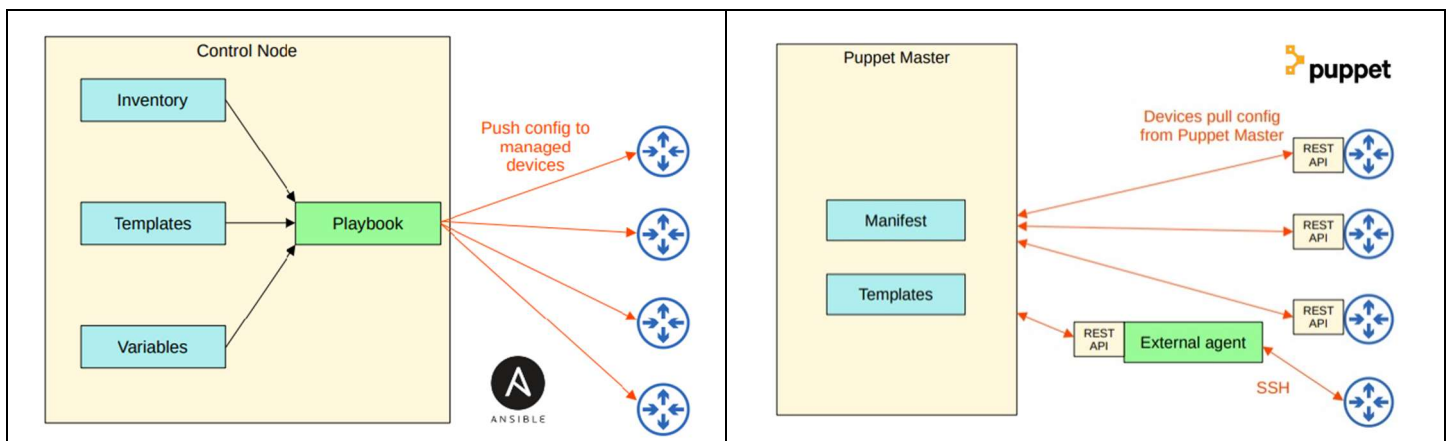 Control Node
Inventory
Templates
Variables
Playbook
Push config to
managed
devices
ANSIBLE
Puppet Master
puppet
Devices pull config
from Puppet Master
Manifest
Templates
REST
API
REST
API
REST
API
REST
API
External agent
SSH